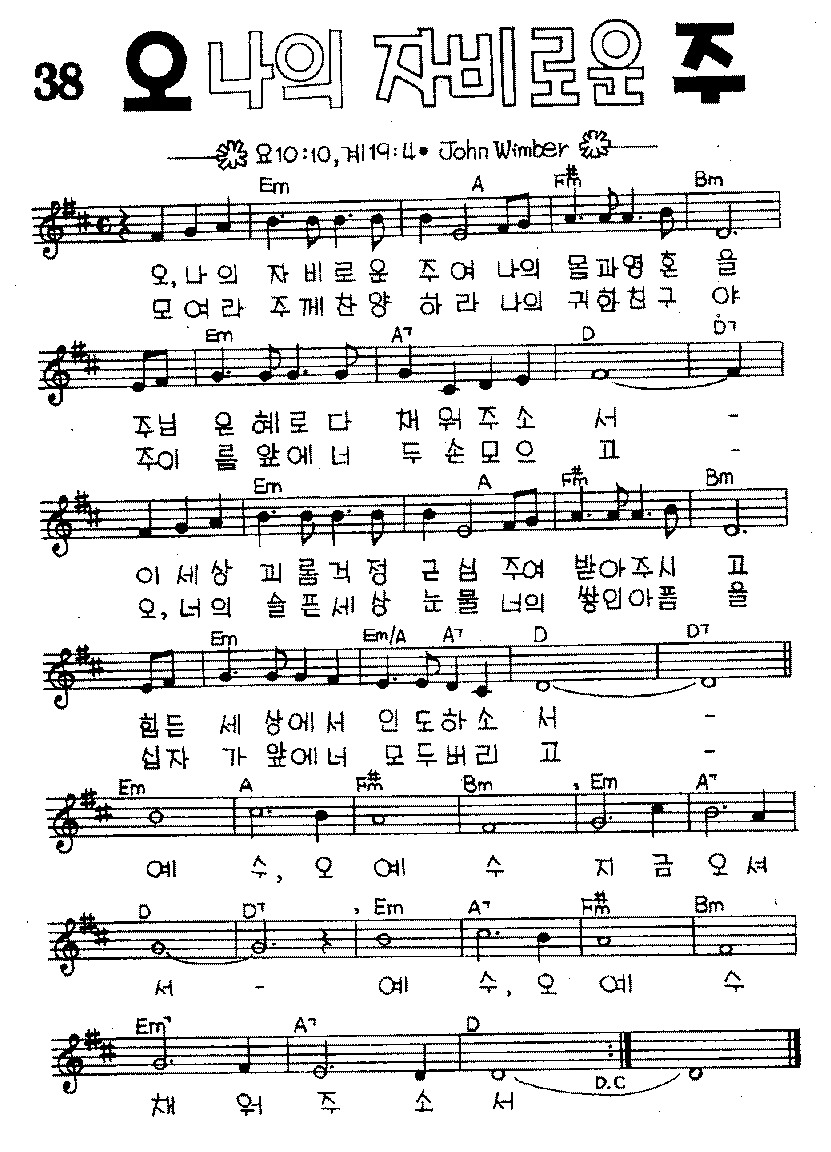 38 오 나의 자비로운 주
요10:10, 계19:4 • John Wimber
Em A F#m Bm
오, 나의 자비로운 주여 나의 몸과영혼 을
모여라 주께찬양 하라 나의 귀한친구 야
Em A7 D D7
주님 은혜로다 채워주소 서 -
주이 름앞에너 두손모으 고 -
Em A F#m Bm
이세상 괴롭걱정 근심 주여 받아주시 고
오, 너의 슬픈세상 눈물 너의 쌓인아픔 을
Em Em/A A7 D D7
힘든 세상에서 인도하소 서 -
십자 가앞에너 모두버리 고 -
Em A F#m Bm Em A7
예 수, 오 예 수 지 금 오 셔
D D7 Em A7 F#m Bm
서 - 예 수, 오 예 수
Em7 A7 D
D.C
채 워 주 소 서